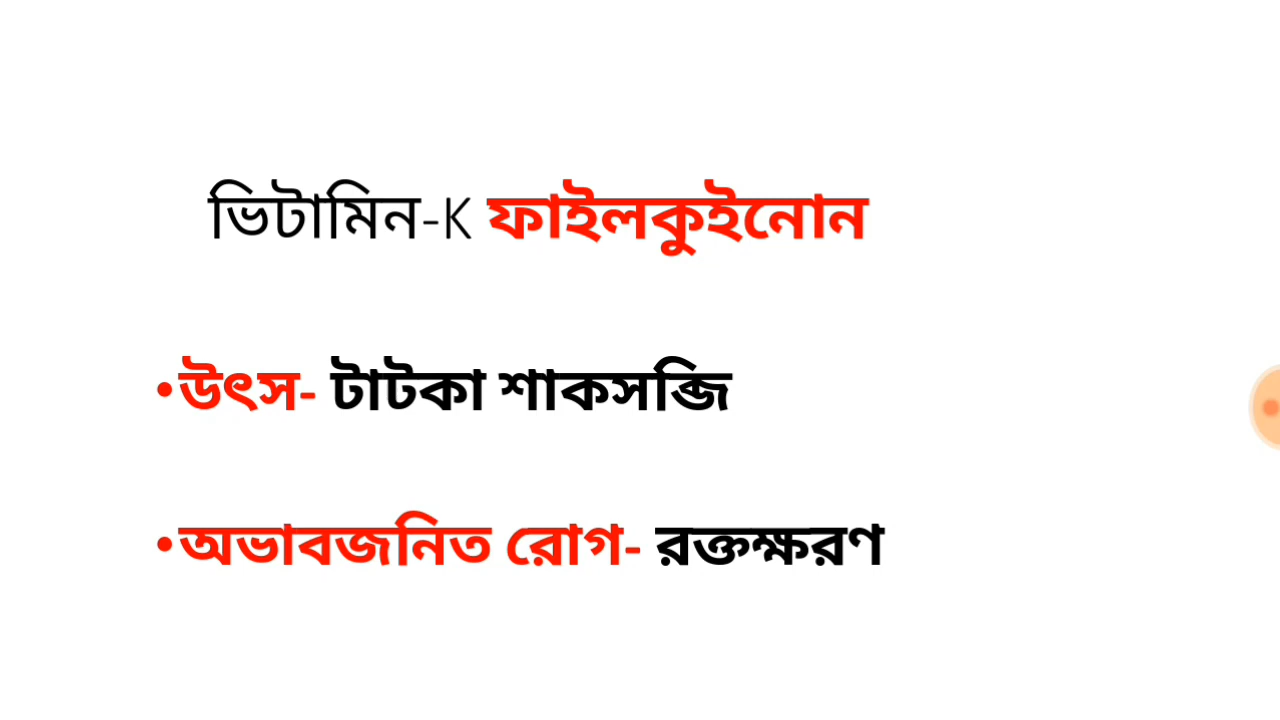 ভিটামিন-K ফাইলকুইনোন
•উৎস- টাটকা শাকসব্জি
•অভাবজনিত রোগ- রক্তক্ষরণ